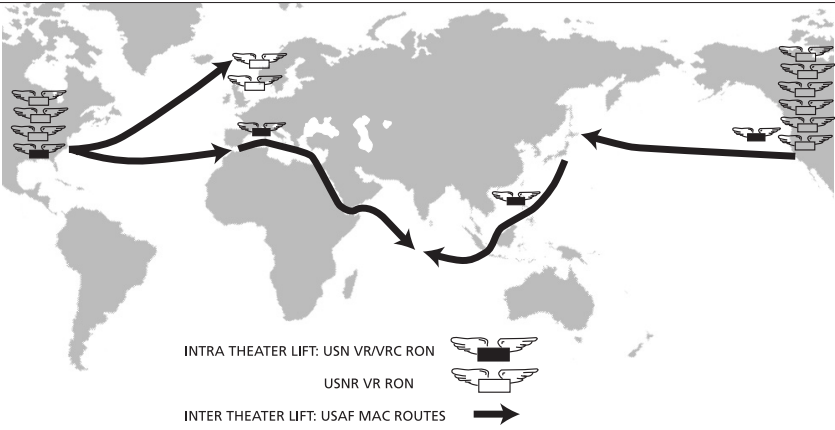 INTRA THEATER LIFT: USN VR/VRC RON
USNR VR RON
INTER THEATER LIFT: USAF MAC ROUTES